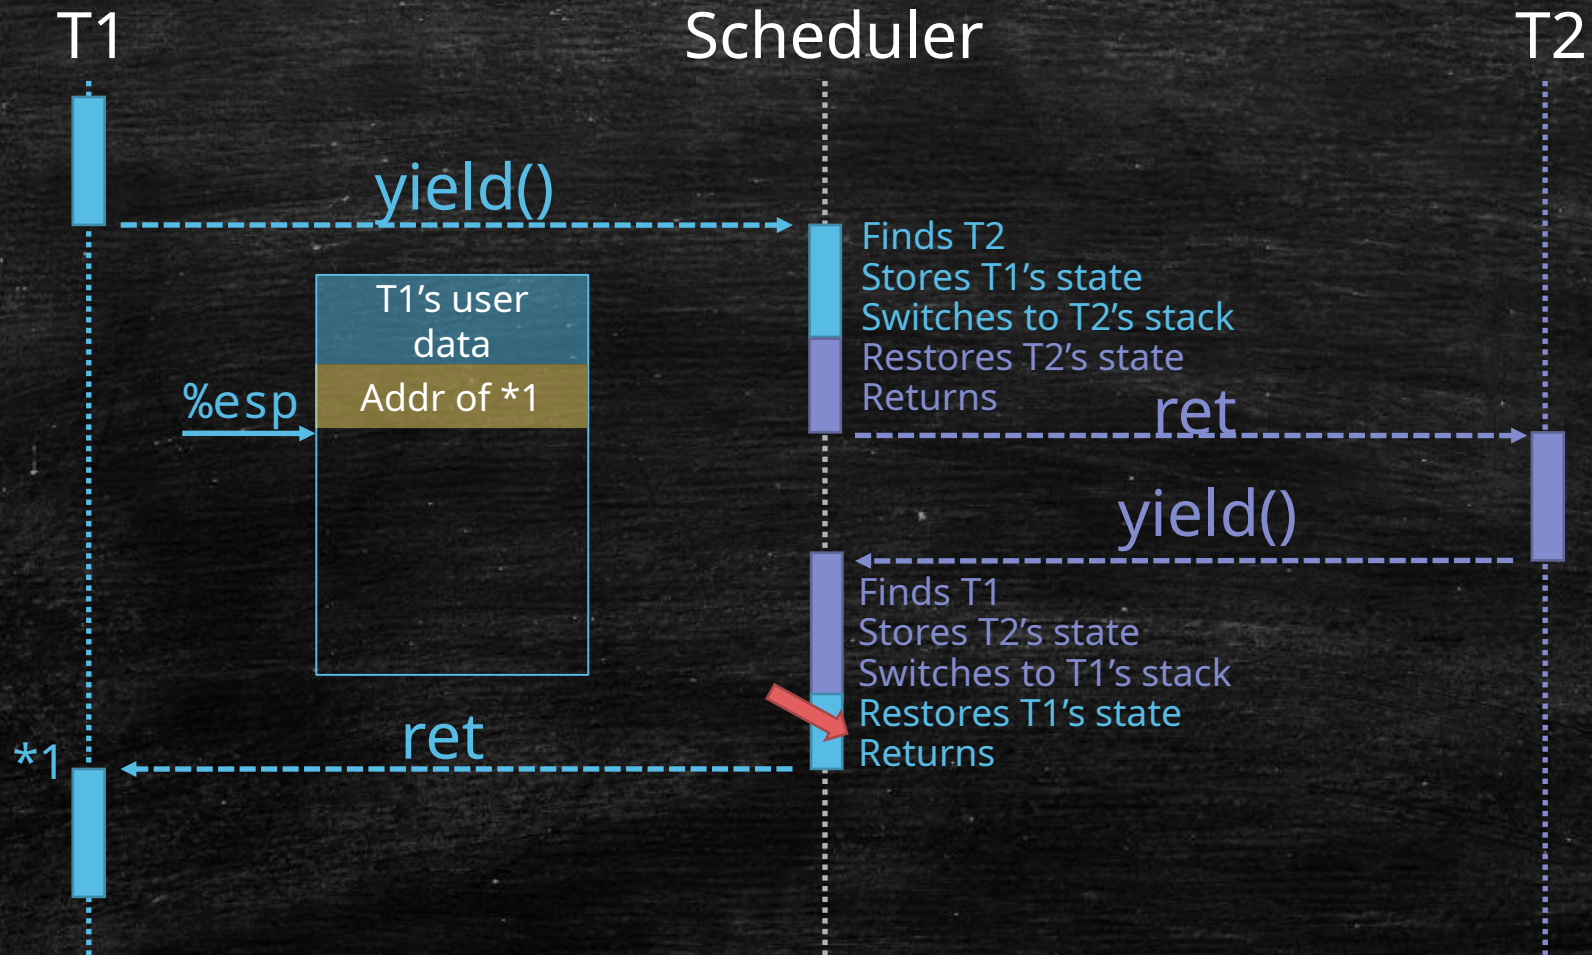 T1
Scheduler
T2
yield()
Finds T2
Stores T1’s state
Switches to T2’s stack
Restores T2’s state
Returns
T1’s user
data
Addr of *1
%esp
ret
yield()
Finds T1
Stores T2’s state
Switches to T1’s stack
Restores T1’s state
Returns
ret
*1